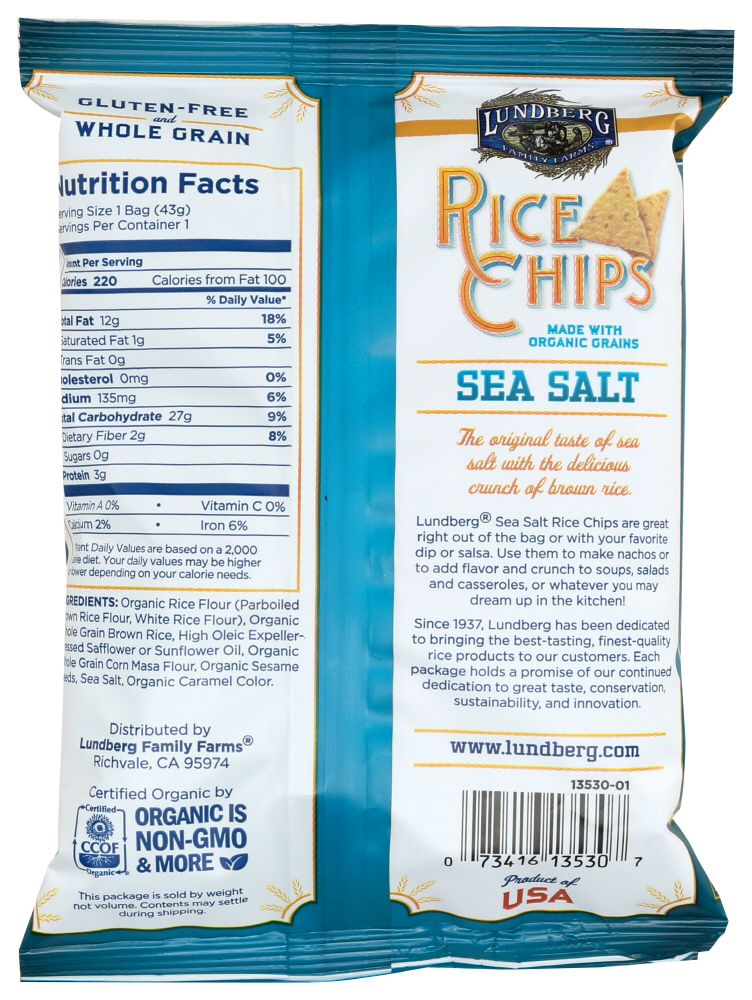 GLUTEN-FREE
and
WHOLE GRAIN
Nutrition Facts
erving Size 1 Bag (43g)
ervings Per Container 1
ount Per Serving
alories 220 Calories from Fat 100
% Daily Value*
otal Fat 12g 18%
Saturated Fat 1g 5%
Trans Fat 0g
holesterol 0mg 0%
dium 135mg 6%
otal Carbohydrate 27g 9%
Dietary Fiber 2g 8%
Sugars 0g
Protein 3g
Vitamin A 0% • Vitamin C 0%
Calcium 2% • Iron 6%
ent Daily Values are based on a 2,000
rie diet. Your daily values may be higher
lower depending on your calorie needs.
GREDIENTS: Organic Rice Flour (Parboiled
own Rice Flour, White Rice Flour), Organic
hole Grain Brown Rice, High Oleic Expeller-
essed Safflower or Sunflower Oil, Organic
hole Grain Corn Masa Flour, Organic Sesame
eds, Sea Salt, Organic Caramel Color.
Distributed by
Lundberg Family Farms®
Richvale, CA 95974
Certified Organic by
Certified
CCOF
Organic
ORGANIC IS
NON-GMO
& MORE
This package is sold by weight
not volume. Contents may settle
during shipping.
LUNDBERG
FAMILY FARMS®
RICE
CHIPS
MADE WITH
ORGANIC GRAINS
SEA SALT
The original taste of sea
salt with the delicious
crunch of brown rice.
Lundberg® Sea Salt Rice Chips are great
right out of the bag or with your favorite
dip or salsa. Use them to make nachos or
to add flavor and crunch to soups, salads
and casseroles, or whatever you may
dream up in the kitchen!
Since 1937, Lundberg has been dedicated
to bringing the best-tasting, finest-quality
rice products to our customers. Each
package holds a promise of our continued
dedication to great taste, conservation,
sustainability, and innovation.
www.lundberg.com
13530-01
0 73416 13530 7
Product of
USA